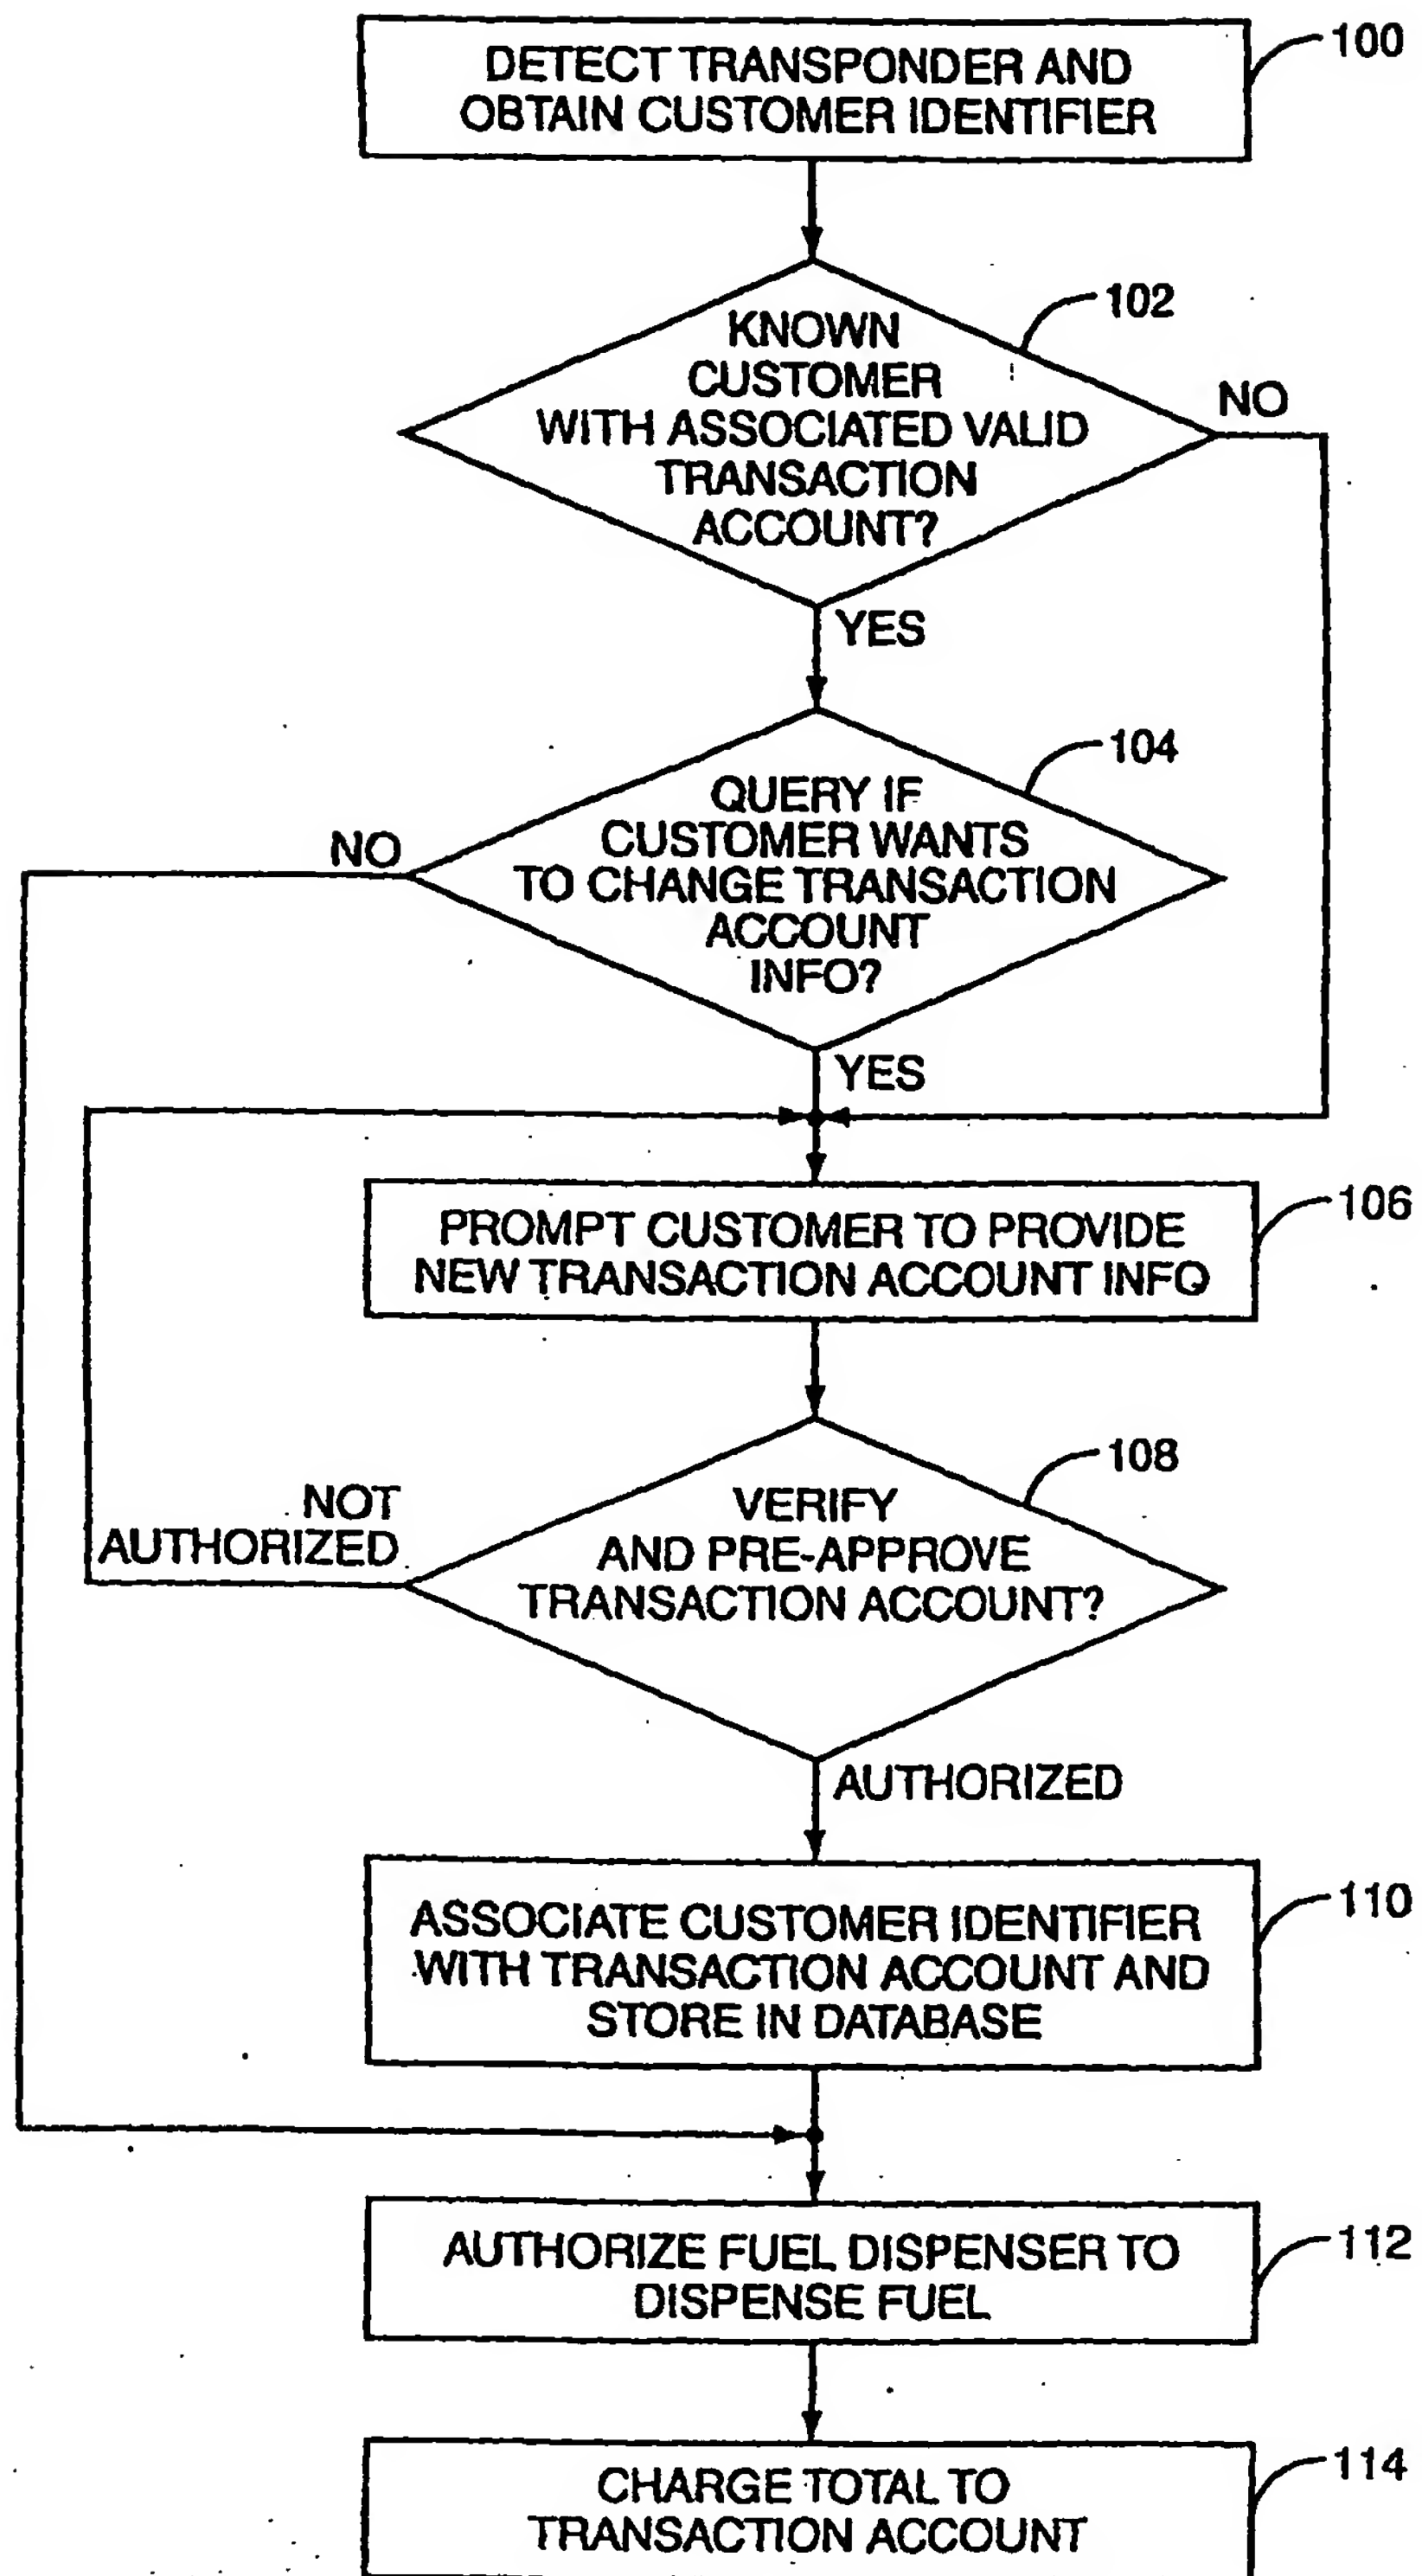 DETECT TRANSPONDER AND
OBTAIN CUSTOMER IDENTIFIER
100
KNOWN
CUSTOMER
WITH ASSOCIATED VALID
TRANSACTION
ACCOUNT?
102
NO
YES
QUERY IF
CUSTOMER WANTS
TO CHANGE TRANSACTION
ACCOUNT
INFO?
104
NO
YES
PROMPT CUSTOMER TO PROVIDE
NEW TRANSACTION ACCOUNT INFO
106
VERIFY
AND PRE-APPROVE
TRANSACTION ACCOUNT?
108
NOT
AUTHORIZED
AUTHORIZED
ASSOCIATE CUSTOMER IDENTIFIER
WITH TRANSACTION ACCOUNT AND
STORE IN DATABASE
110
AUTHORIZE FUEL DISPENSER TO
DISPENSE FUEL
112
CHARGE TOTAL TO
TRANSACTION ACCOUNT
114